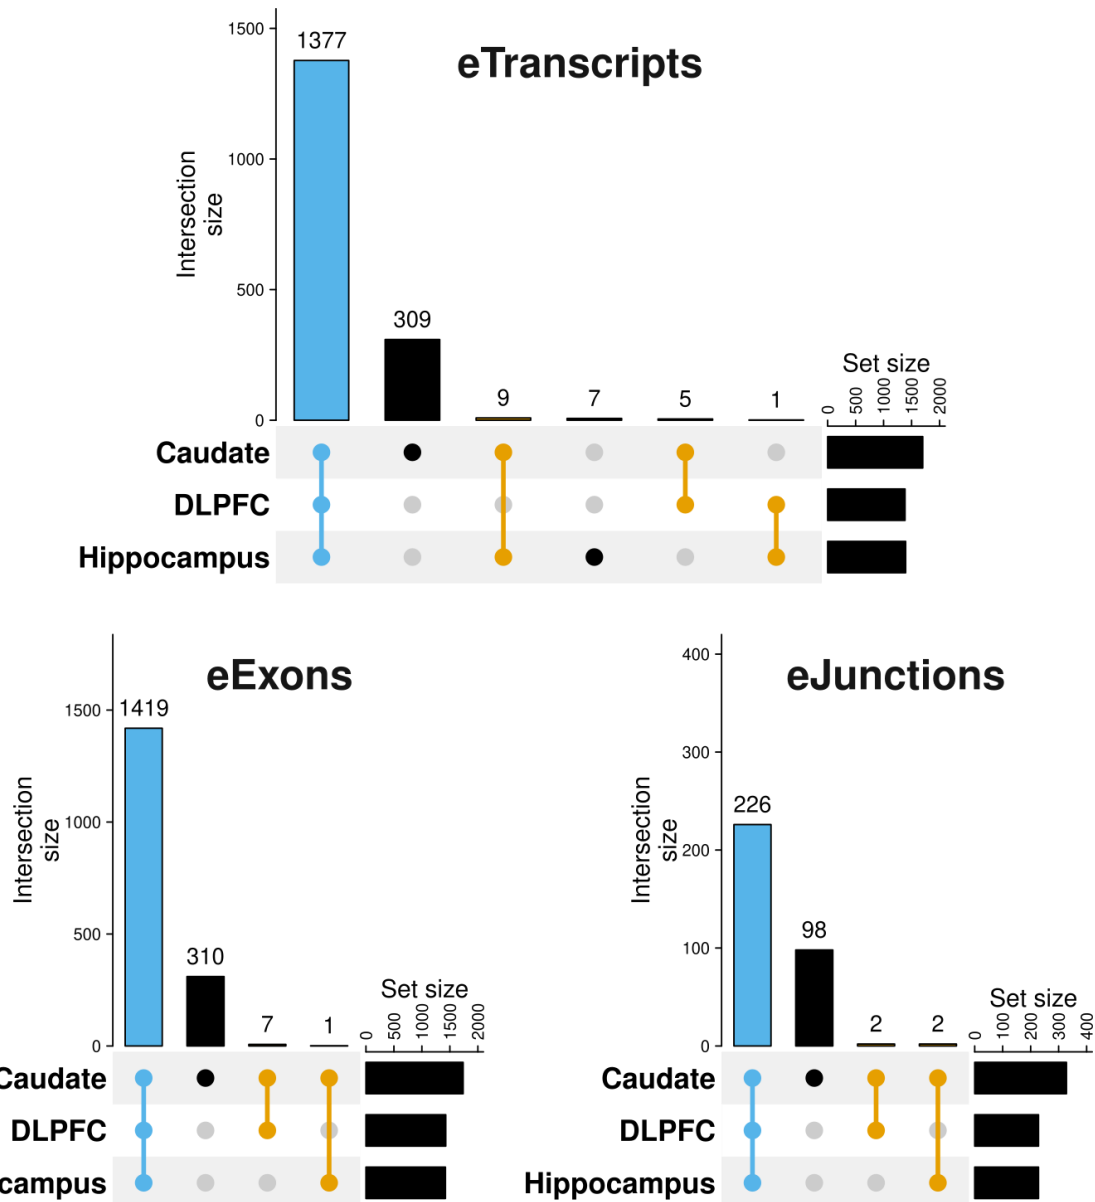 eTranscripts
1500
1000
500
0
Intersection
size
1377
309
9
7
5
1
Set size
0
500
1000
1500
2000
Caudate
DLPFC
Hippocampus
eExons
1500
1000
500
0
Intersection
size
1419
310
7
1
Set size
0
500
1000
1500
2000
Caudate
DLPFC
campus
eJunctions
400
300
200
100
0
Intersection
size
226
98
2
2
Set size
0
100
200
300
400
Caudate
DLPFC
Hippocampus